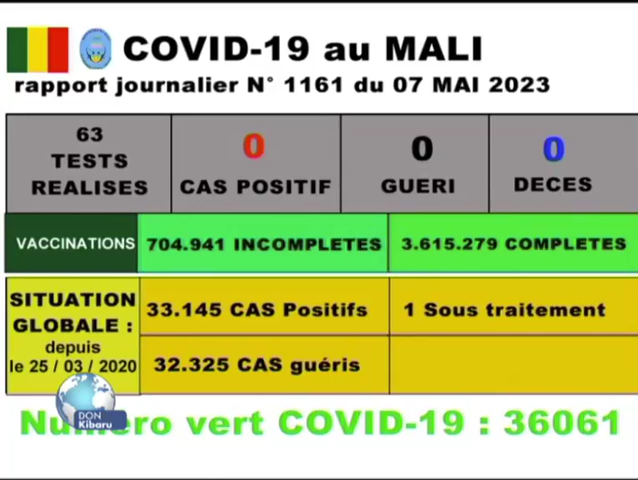 COVID-19 au MALI
rapport journalier N° 1161 du 07 MAI 2023
63
TESTS
REALISES
0
CAS POSITIF
0
GUERI
0
DECES
VACCINATIONS
704.941 INCOMPLETES
3.615.279 COMPLETES
SITUATION
GLOBALE :
depuis
le 25 / 03 / 2020
33.145 CAS Positifs
1 Sous traitement
32.325 CAS guéris
Numéro vert COVID-19 : 36061
DON
Kibaru